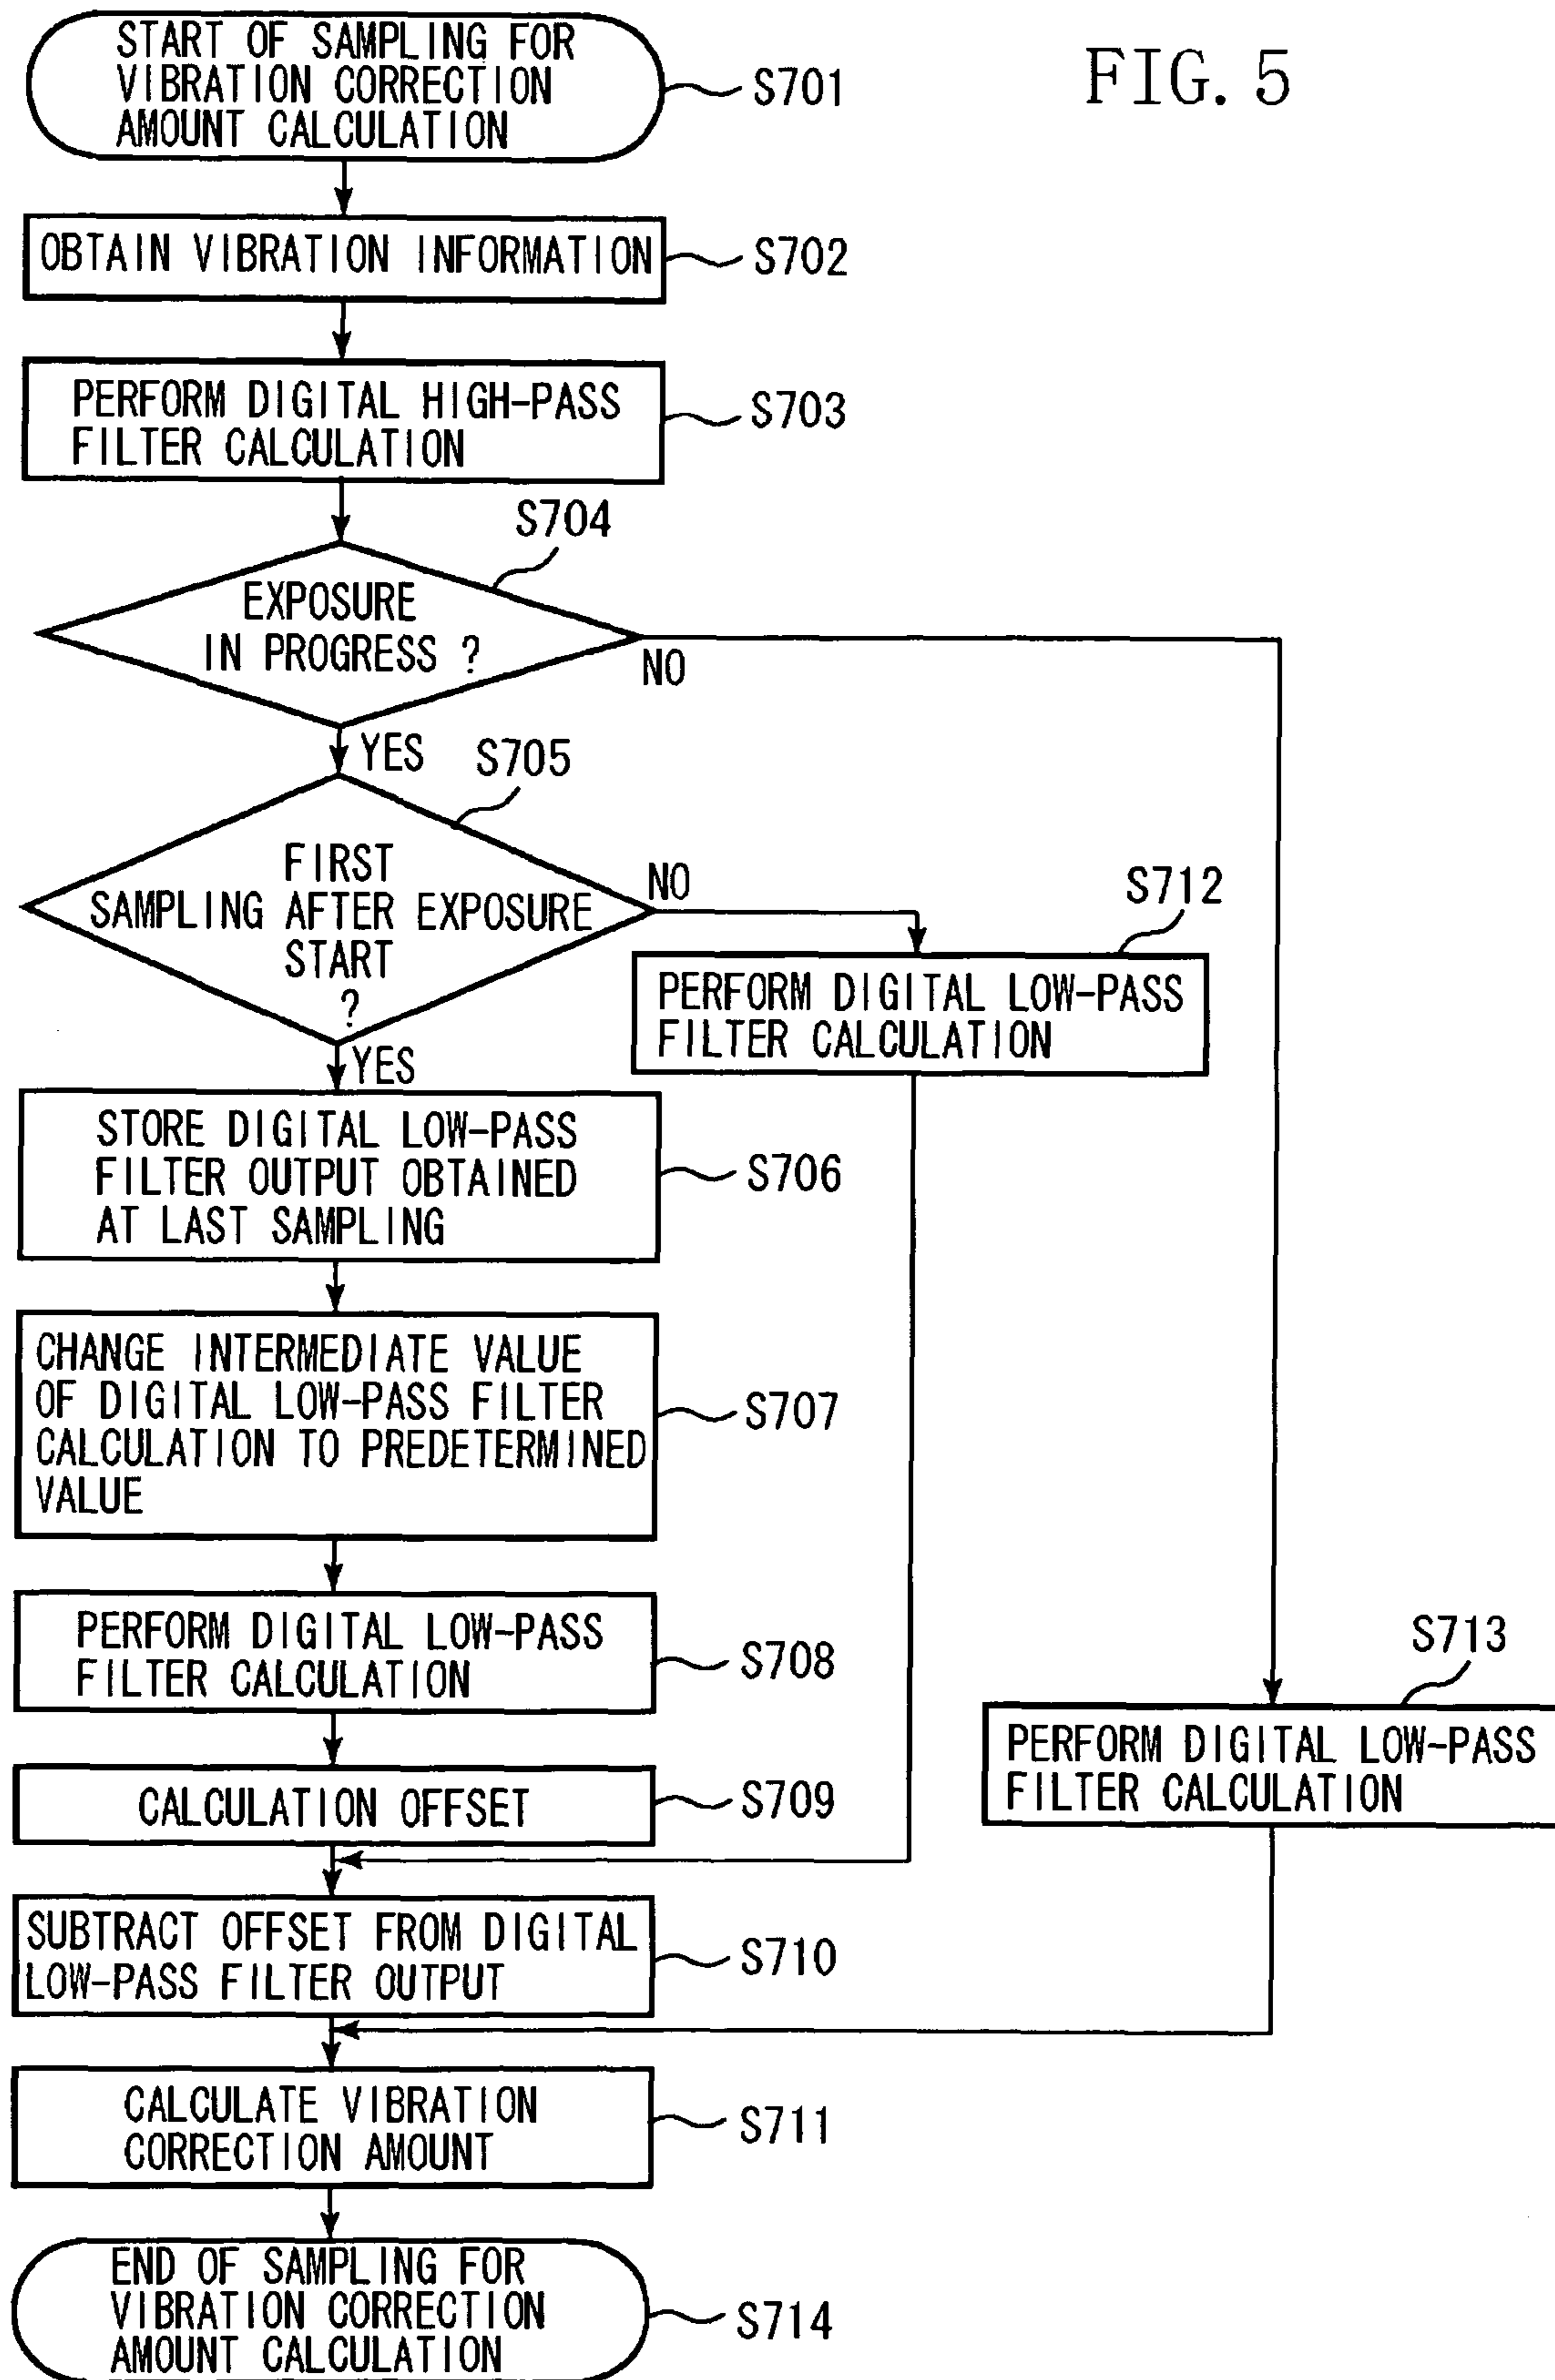 FIG. 5
START OF SAMPLING FOR
VIBRATION CORRECTION
AMOUNT CALCULATION
S701
OBTAIN VIBRATION INFORMATION
S702
PERFORM DIGITAL HIGH-PASS
FILTER CALCULATION
S703
S704
EXPOSURE
IN PROGRESS ?
NO
YES
S705
FIRST
SAMPLING AFTER EXPOSURE
START
?
NO
YES
S712
PERFORM DIGITAL LOW-PASS
FILTER CALCULATION
STORE DIGITAL LOW-PASS
FILTER OUTPUT OBTAINED
AT LAST SAMPLING
S706
CHANGE INTERMEDIATE VALUE
OF DIGITAL LOW-PASS FILTER
CALCULATION TO PREDETERMINED
VALUE
S707
PERFORM DIGITAL LOW-PASS
FILTER CALCULATION
S708
S713
PERFORM DIGITAL LOW-PASS
FILTER CALCULATION
CALCULATION OFFSET
S709
SUBTRACT OFFSET FROM DIGITAL
LOW-PASS FILTER OUTPUT
S710
CALCULATE VIBRATION
CORRECTION AMOUNT
S711
END OF SAMPLING FOR
VIBRATION CORRECTION
AMOUNT CALCULATION
S714